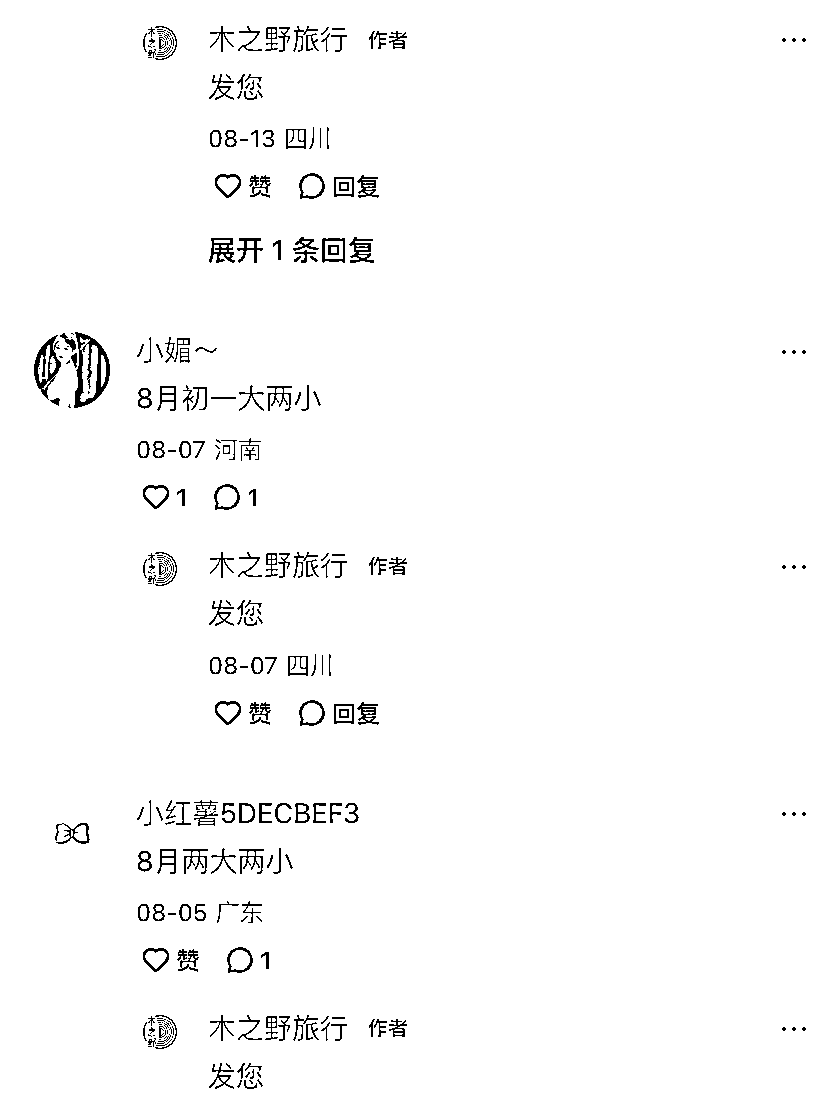 木之野旅行 作者
发您
08-13 四川
赞 回复
展开 1 条回复
小媚～
8月初一大两小
08-07 河南
1 1
木之野旅行 作者
发您
08-07 四川
赞 回复
小红薯5DECBEF3
8月两大两小
08-05 广东
赞 1
木之野旅行 作者
发您